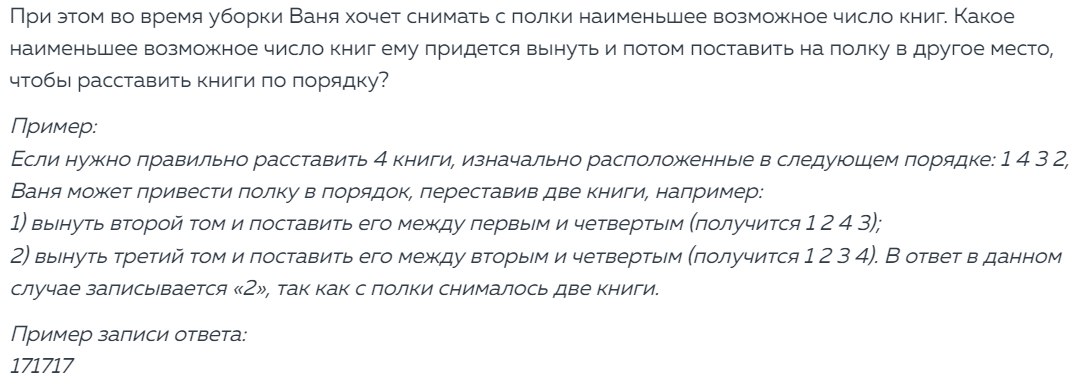 При этом во время уборки Ваня хочет снимать с полки наименьшее возможное число книг. Какое
наименьшее возможное число книг ему придется вынуть и потом поставить на полку в другое место,
чтобы расставить книги по порядку?
Пример:
Если нужно правильно расставить 4 книги, изначально расположенные в следующем порядке: 1 4 3 2,
Ваня может привести полку в порядок, переставив две книги, например:
1) вынуть второй том и поставить его между первым и четвертым (получится 1 2 4 3);
2) вынуть третий том и поставить его между вторым и четвертым (получится 1 2 3 4). В ответ в данном
случае записывается «2», так как с полки снималось две книги.
Пример записи ответа:
171717